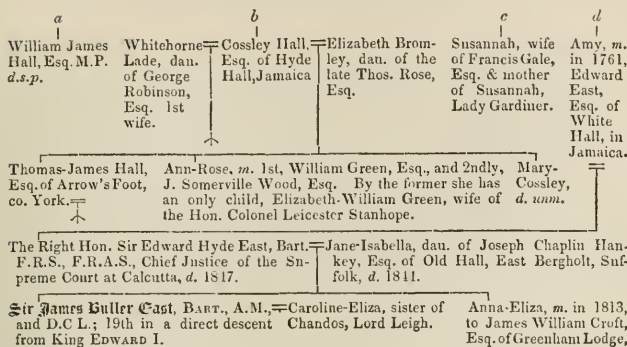 a b c d
William James
Hall, Esq. M.P.
d.s.p.
Whitehorne
Lade, dau.
of George
Robinson,
Esq. 1st
wife.
Cossley Hall,
Esq. of Hyde
Hall, Jamaica
Elizabeth Brom-
ley, dau. of the
late Thos. Rose,
Esq.
Susannah, wife
of Francis Gale,
Esq. & mother
of Susannah,
Lady Gardiner.
Amy, m.
in 1761,
Edward
East,
Esq. of
White
Hall, in
Jamaica.
Thomas-James Hall,
Esq. of Arrow's Foot,
co. York.
Ann-Rose, m. 1st, William Green, Esq., and 2ndly,
J. Somerville Wood, Esq. By the former she has
an only child, Elizabeth-William Green, wife of
the Hon. Colonel Leicester Stanhope.
Mary-
Cossley,
d. unm.
The Right Hon. Sir Edward Hyde East, Bart.
F.R.S., F.R.A.S., Chief Justice of the Su-
preme Court at Calcutta, d. 1847.
Jane-Isabella, dau. of Joseph Chaplin Han-
key, Esq. of Old Hall, East Bergholt, Suf-
folk, d. 1841.
Sir James Buller East, BART., A.M.,
and D.C L.; 19th in a direct descent
from King EDWARD I.
Caroline-Eliza, sister of
Chandos, Lord Leigh.
Anna-Eliza, m. in 1813,
to James William Croft,
Esq. of Greenham Lodge,